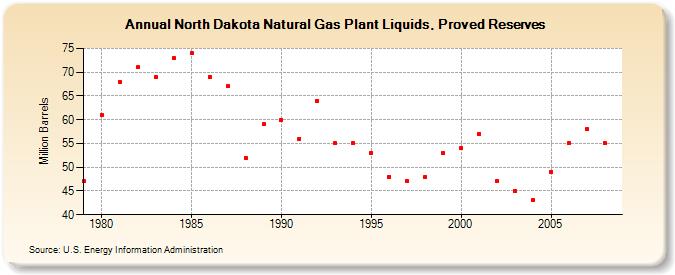 Annual North Dakota Natural Gas Plant Liquids, Proved Reserves
Million Barrels
75
70
65
60
55
50
45
40
1980 1985 1990 1995 2000 2005
Source: U.S. Energy Information Administration